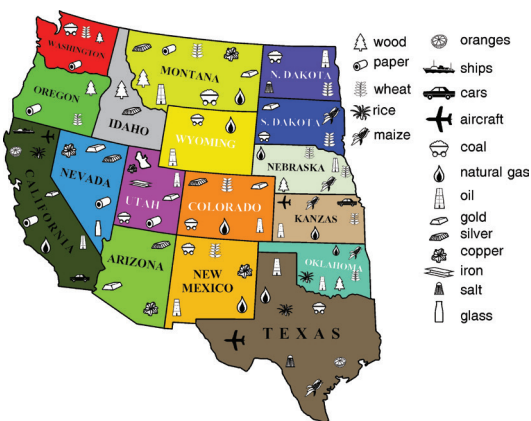 WASHINGTON
MONTANA
N. DAKOTA
OREGON
IDAHO
S. DAKOTA
WYOMING
NEBRASKA
NEVADA
UTAH
COLORADO
KANZAS
CALIFORNIA
ARIZONA
NEW
MEXICO
OKLAHOMA
TEXAS
wood
paper
wheat
rice
maize
oranges
ships
cars
aircraft
coal
natural gas
oil
gold
silver
copper
iron
salt
glass